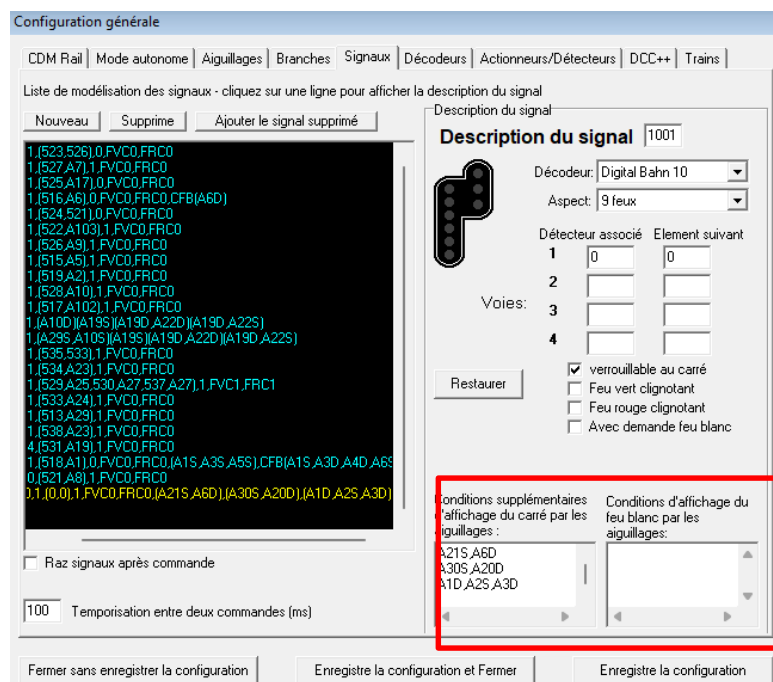 Configuration générale
CDM Rail Mode autonome Aiguillages Branches Signaux Décodeurs Actionneurs/Détecteurs DCC++ Trains
Liste de modélisation des signaux - cliquez sur une ligne pour afficher la description du signal
Nouveau Supprime Ajouter le signal supprimé
1,(523,526),0,FVC0,FRC0
1,(527,A7),1,FVC0,FRC0
1,(525,A17),0,FVC0,FRC0
1,(516,A6),0,FVC0,FRC0,CFB(A6D)
1,(524,521),0,FVC0,FRC0
1,(522,A103),1,FVC0,FRC0
1,(526,A9),1,FVC0,FRC0
1,(515,A5),1,FVC0,FRC0
1,(519,A2),1,FVC0,FRC0
1,(528,A10),1,FVC0,FRC0
1,(517,A102),1,FVC0,FRC0
1,(A10D)(A19S)(A19D,A22D)(A19D,A22S)
1,(A29S,A10S)(A19S)(A19D,A22D)(A19D,A22S)
1,(535,533),1,FVC0,FRC0
1,(534,A23),1,FVC0,FRC0
1,(529,A25,530,A27,537,A27),1,FVC1,FRC1
1,(533,A24),1,FVC0,FRC0
1,(513,A29),1,FVC0,FRC0
1,(538,A23),1,FVC0,FRC0
4,(531,A19),1,FVC0,FRC0
1,(518,A1),0,FVC0,FRC0,(A1S,A3S,A5S),CFB(A1S,A3D,A4D,A6S
0,(521,A8),1,FVC0,FRC0
),1,(0,0),1,FVC0,FRC0,(A21S,A6D),(A30S,A20D),(A1D,A2S,A3D)
Raz signaux après commande
100 Temporisation entre deux commandes (ms)
Description du signal
Description du signal 1001
Décodeur: Digital Bahn 10
Aspect: 9 feux
Détecteur associé Element suivant
1 0 0
2
Voies:
3
4
Restaurer
verrouillable au carré
Feu vert clignotant
Feu rouge clignotant
Avec demande feu blanc
Conditions supplémentaires
d'affichage du carré par les
aiguillages :
A21S,A6D
A30S,A20D
A1D,A2S,A3D
Conditions d'affichage du
feu blanc par les
aiguillages:
Fermer sans enregistrer la configuration Enregistre la configuration et Fermer Enregistre la configuration